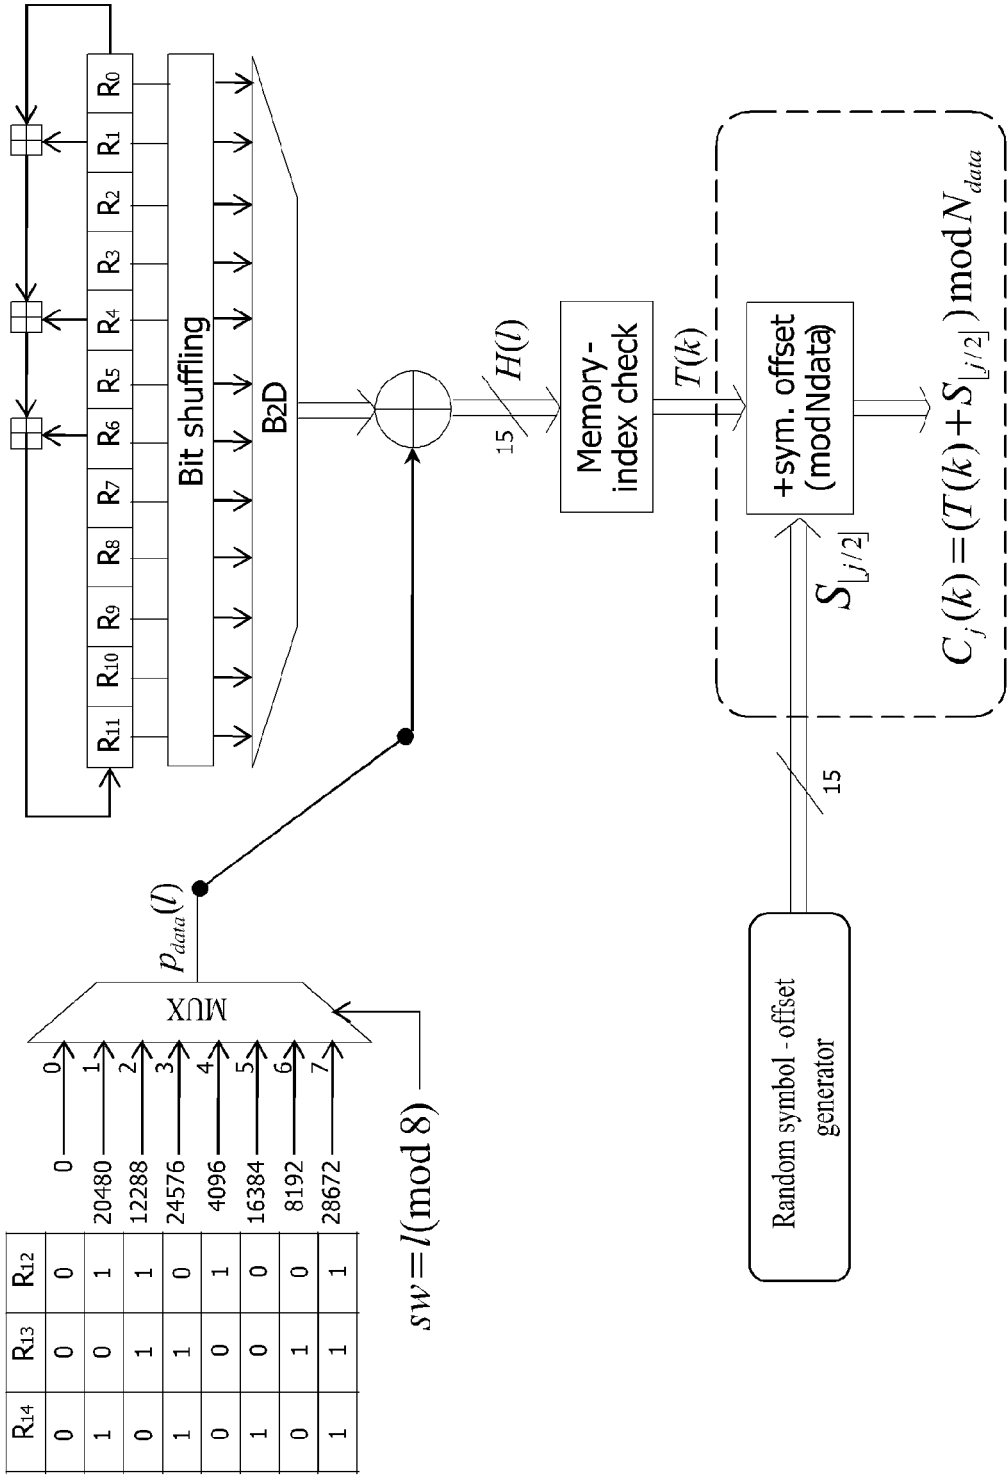 R11 R10 R9 R8 R7 R6 R5 R4 R3 R2 R1 R0
Bit shuffling
B2D
R14 R13 R12
0 0 0
1 0 1
0 1 1
1 1 0
0 0 1
1 0 0
0 1 0
1 1 1
0
20480
12288
24576
4096
16384
8192
28672
0
1
2
3
4
5
6
7
MUX
p_data(l)
sw = l(mod 8)
15
H(l)
Memory-
index check
T(k)
+sym. offset
(modNdata)
Random symbol - offset
generator
15
S⌊j/2⌋
C_j(k) = (T(k) + S⌊j/2⌋) mod N_data